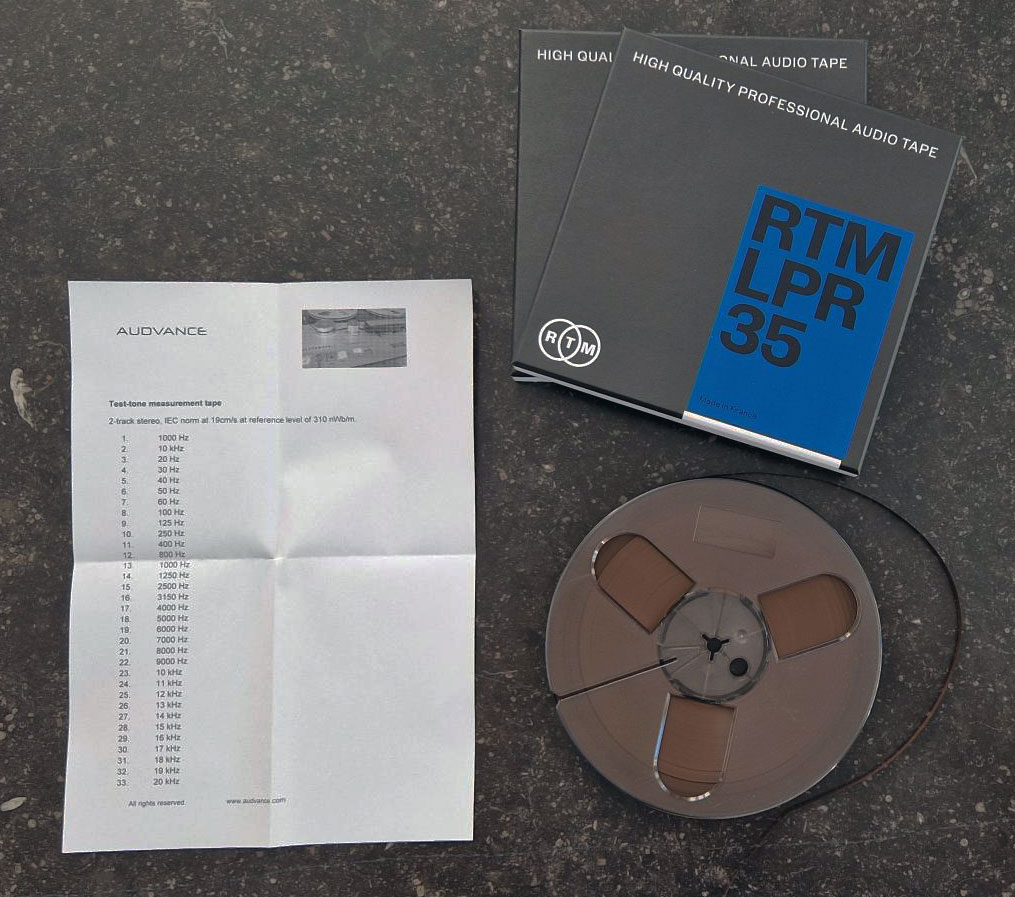 HIGH QUAL
ONAL AUDIO TAPE
HIGH QUALITY PROFESSIONAL AUDIO TAPE
RTM
LPR
35
RTM
Made in France
AUDVANCE
Test-tone measurement tape
2-track stereo, IEC norm at 19cm/s at reference level of 310 nWb/m.
1. 1000 Hz
2. 10 kHz
3. 20 Hz
4. 30 Hz
5. 40 Hz
6. 50 Hz
7. 60 Hz
8. 100 Hz
9. 125 Hz
10. 250 Hz
11. 400 Hz
12. 800 Hz
13. 1000 Hz
14. 1250 Hz
15. 2500 Hz
16. 3150 Hz
17. 4000 Hz
18. 5000 Hz
19. 6000 Hz
20. 7000 Hz
21. 8000 Hz
22. 9000 Hz
23. 10 kHz
24. 11 kHz
25. 12 kHz
26. 13 kHz
27. 14 kHz
28. 15 kHz
29. 16 kHz
30. 17 kHz
31. 18 kHz
32. 19 kHz
33. 20 kHz
All rights reserved. www.audvance.com